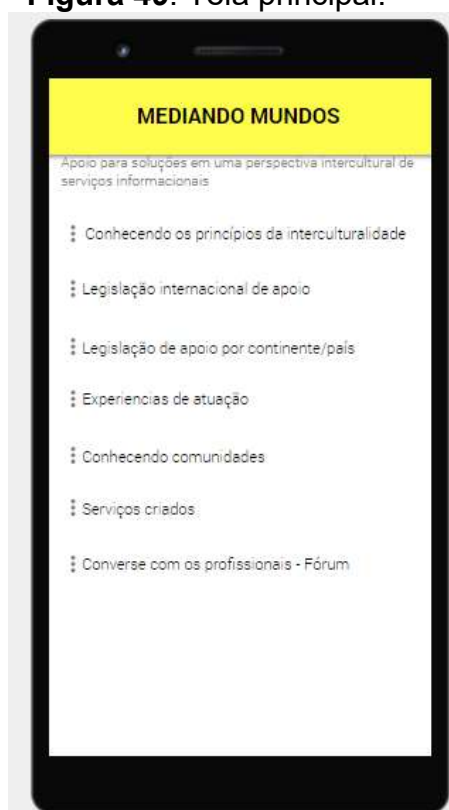 Figura 40: Tela principal.
MEDIANDO MUNDOS
Apoio para soluções em uma perspectiva intercultural de
serviços informacionais
Conhecendo os princípios da interculturalidade
Legislação internacional de apoio
Legislação de apoio por continente/país
Experiencias de atuação
Conhecendo comunidades
Serviços criados
Converse com os profissionais - Fórum